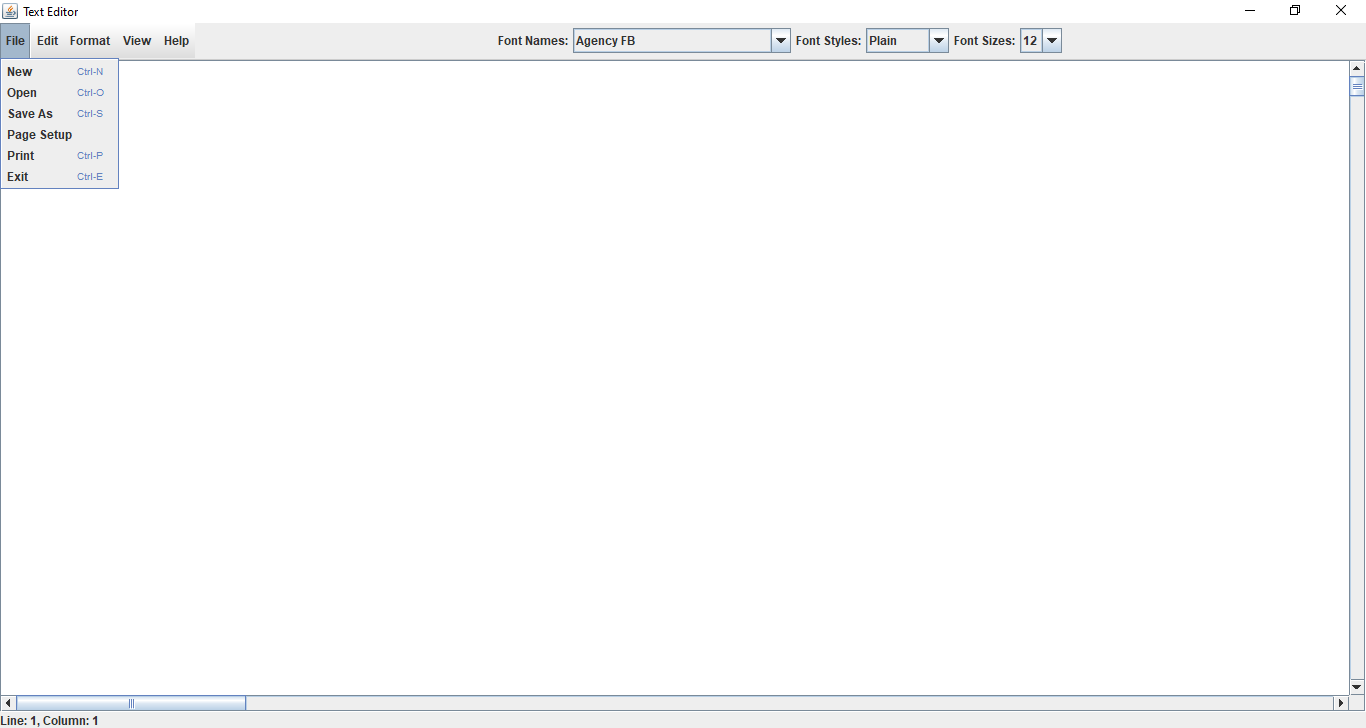 Text Editor
File Edit Format View Help Font Names: Agency FB Font Styles: Plain Font Sizes: 12
New Ctrl-N
Open Ctrl-O
Save As Ctrl-S
Page Setup
Print Ctrl-P
Exit Ctrl-E
Line: 1, Column: 1